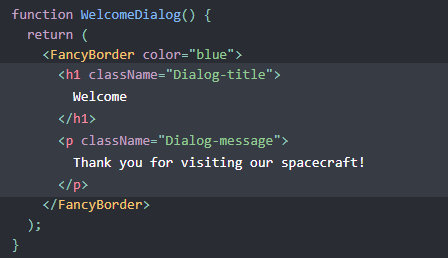 function WelcomeDialog() {
  return (
    <FancyBorder color="blue">
      <h1 className="Dialog-title">
        Welcome
      </h1>
      <p className="Dialog-message">
        Thank you for visiting our spacecraft!
      </p>
    </FancyBorder>
  );
}